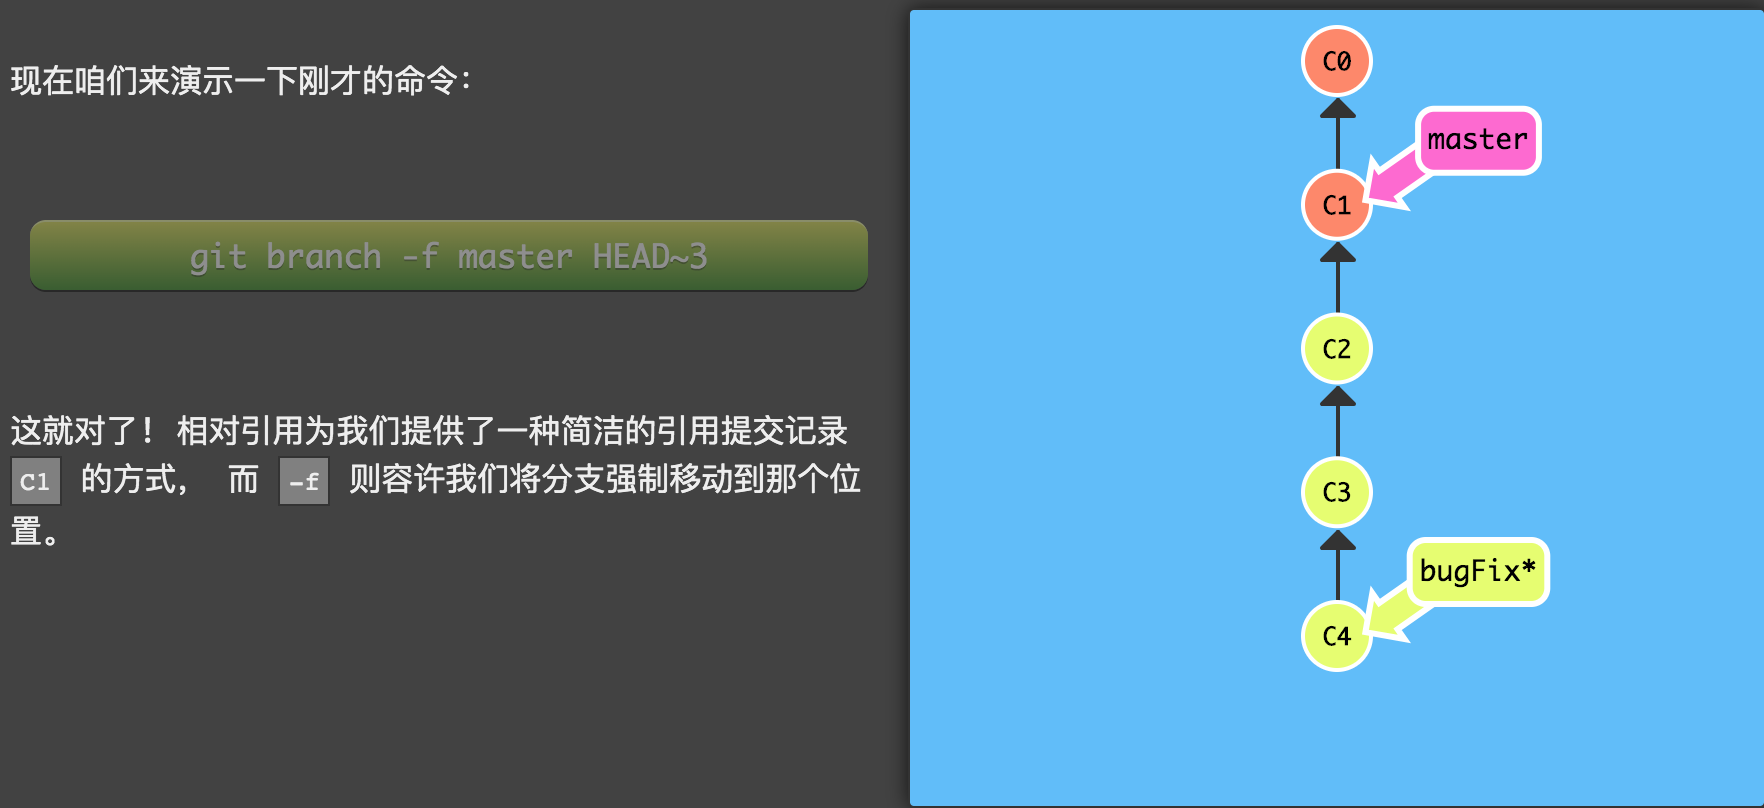 现在咱们来演示一下刚才的命令：
git branch -f master HEAD~3
这就对了！相对引用为我们提供了一种简洁的引用提交记录
C1 的方式， 而 -f 则容许我们将分支强制移动到那个位
置。
C0
master
C1
C2
C3
bugFix*
C4